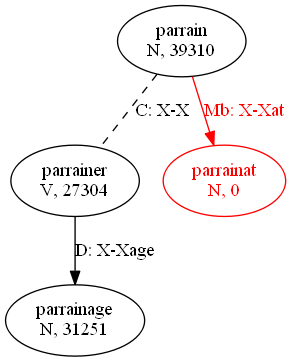 parrain
N, 39310
C: X-X
Mb: X-Xat
parrainer
V, 27304
parrainat
N, 0
D: X-Xage
parrainage
N, 31251